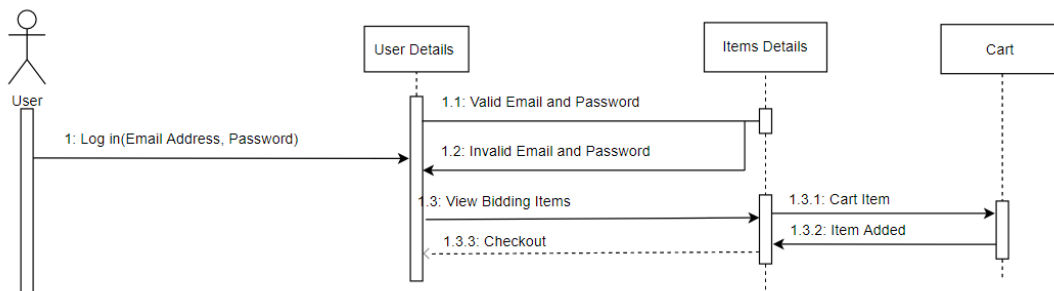 User Details
Items Details
Cart
User
1.1: Valid Email and Password
1: Log in(Email Address, Password)
1.2: Invalid Email and Password
1.3: View Bidding Items
1.3.1: Cart Item
1.3.2: Item Added
1.3.3: Checkout